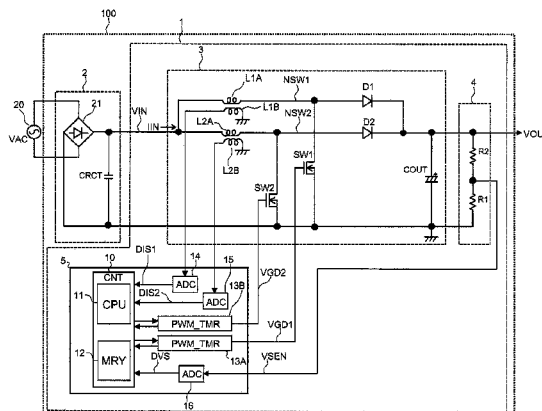 100
1
3
2
L1A
NSW1
D1
4
20
21
VIN
L1B
NSW2
IIN
L2A
D2
VOU
VAC
R2
L2B
SW1
CRCT
SW2
COUT
R1
DIS1
14
5
10
CNT
15
VGD2
ADC
11
CPU
DIS2
ADC
13B
VGD1
PWM_TMR
12
MRY
PWM_TMR
DVS
13A
VSEN
ADC
16